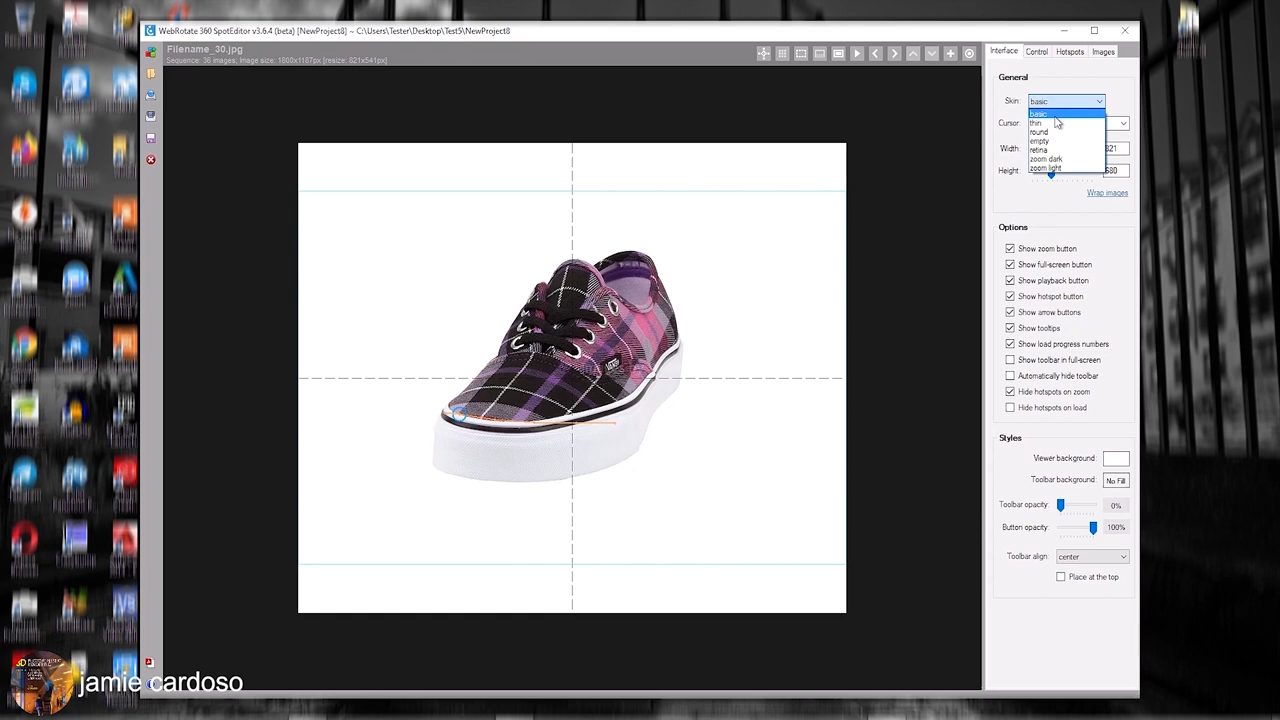 WebRotate 360 SpotEditor v3.6.4 (beta) [NewProject8] ~ C:\Users\Tester\Desktop\Test5\NewProject8
Filename_30.jpg
Sequence: 36 images, Image size: 1800x1187px [resize: 821x541px]
Interface Control Hotspots Images
General
Skin: basic
basic
thin
round
empty
retina
zoom dark
zoom light
Cursor:
Width: 821
Height: 580
Wrap images
Options
Show zoom button
Show full-screen button
Show playback button
Show hotspot button
Show arrow buttons
Show tooltips
Show load progress numbers
Show toolbar in full-screen
Automatically hide toolbar
Hide hotspots on zoom
Hide hotspots on load
Styles
Viewer background:
Toolbar background: No Fill
Toolbar opacity: 0%
Button opacity: 100%
Toolbar align: center
Place at the top
VANS
3D
jamie cardoso